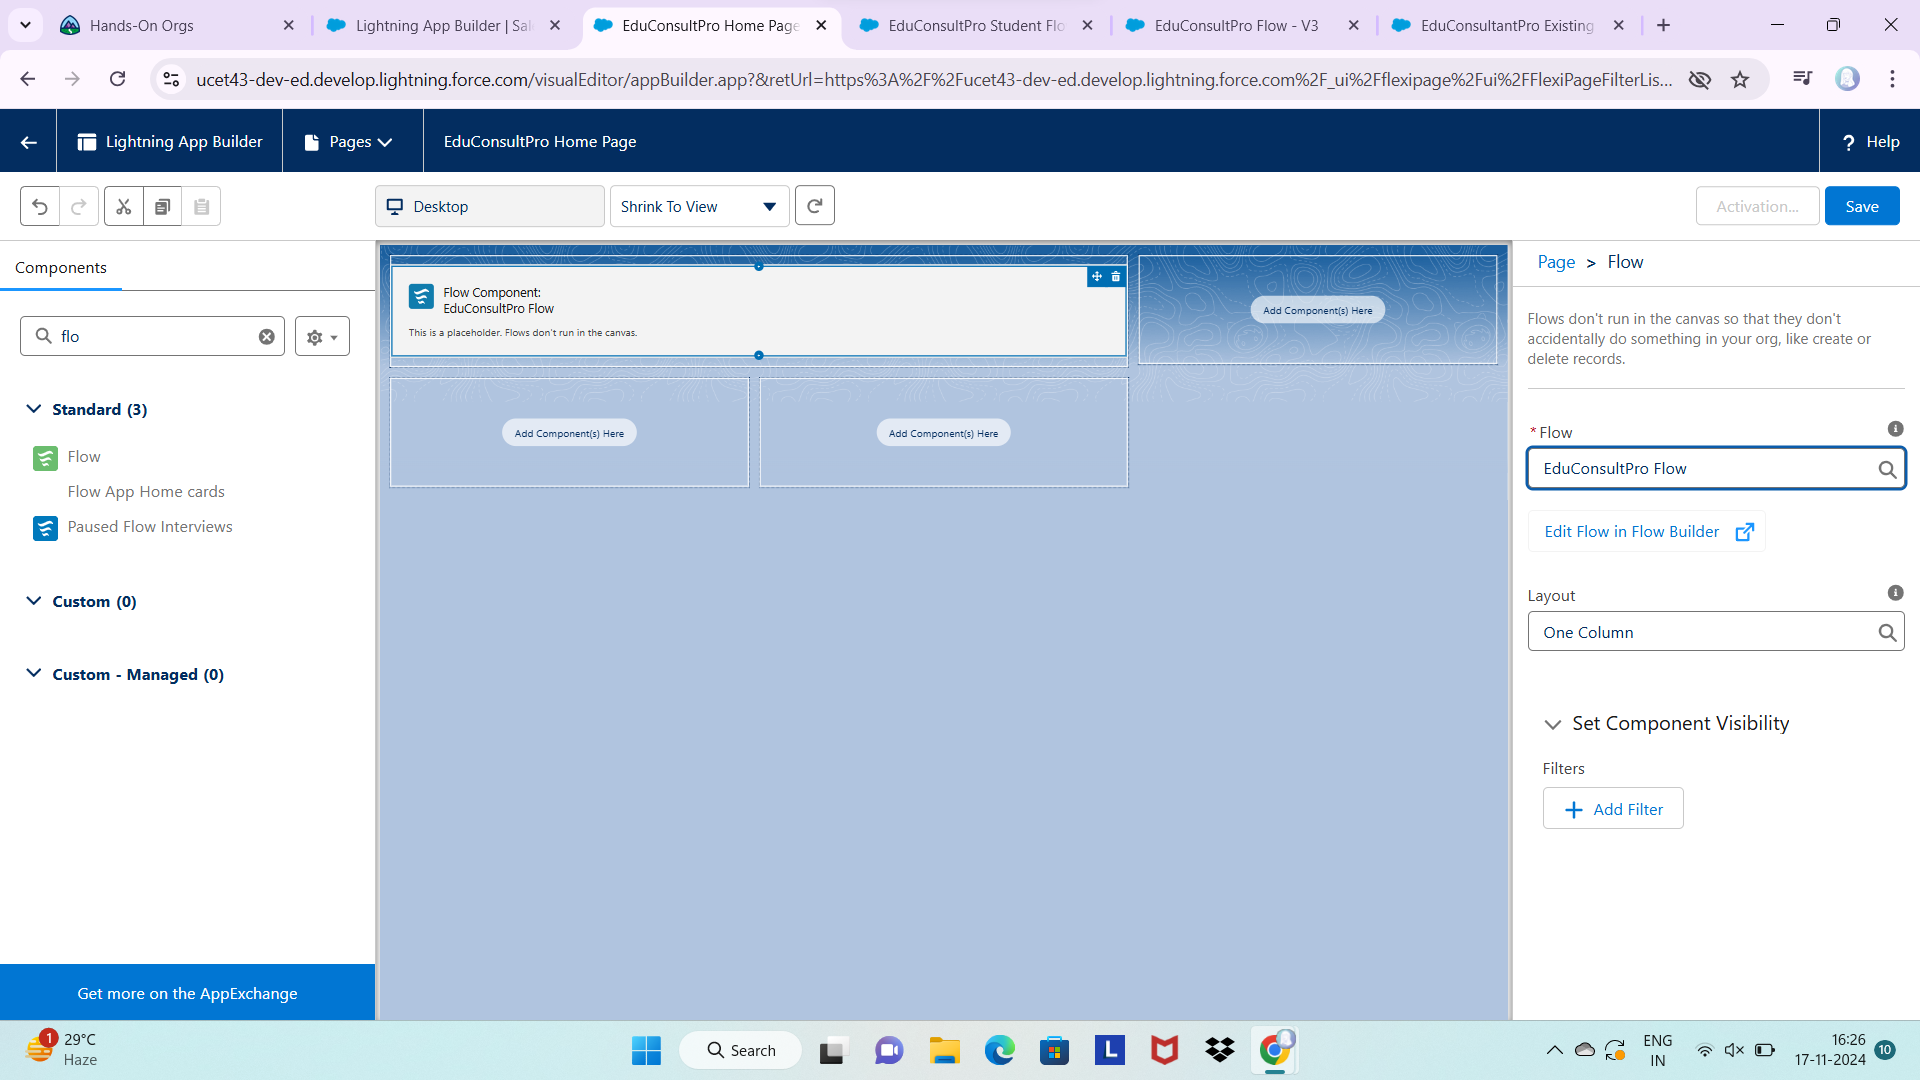 Hands-On Orgs
Lightning App Builder | Sal
EduConsultPro Home Page
EduConsultPro Student Flo
EduConsultPro Flow - V3
EduConsultantPro Existing
ucet43-dev-ed.develop.lightning.force.com/visualEditor/appBuilder.app?&retUrl=https%3A%2F%2Fucet43-dev-ed.develop.lightning.force.com%2F_ui%2Fflexipage%2Fui%2FFlexiPageFilterLis...
Lightning App Builder
Pages
EduConsultPro Home Page
? Help
Desktop
Shrink To View
Activation...
Save
Components
flo
Standard (3)
Flow
Flow App Home cards
Paused Flow Interviews
Custom (0)
Custom - Managed (0)
Get more on the AppExchange
Flow Component:
EduConsultPro Flow
This is a placeholder. Flows don't run in the canvas.
Add Component(s) Here
Add Component(s) Here
Add Component(s) Here
Page > Flow
Flows don't run in the canvas so that they don't
accidentally do something in your org, like create or
delete records.
* Flow
EduConsultPro Flow
Edit Flow in Flow Builder
Layout
One Column
Set Component Visibility
Filters
Add Filter
1
29°C
Haze
Search
L
ENG
IN
16:26
17-11-2024
10